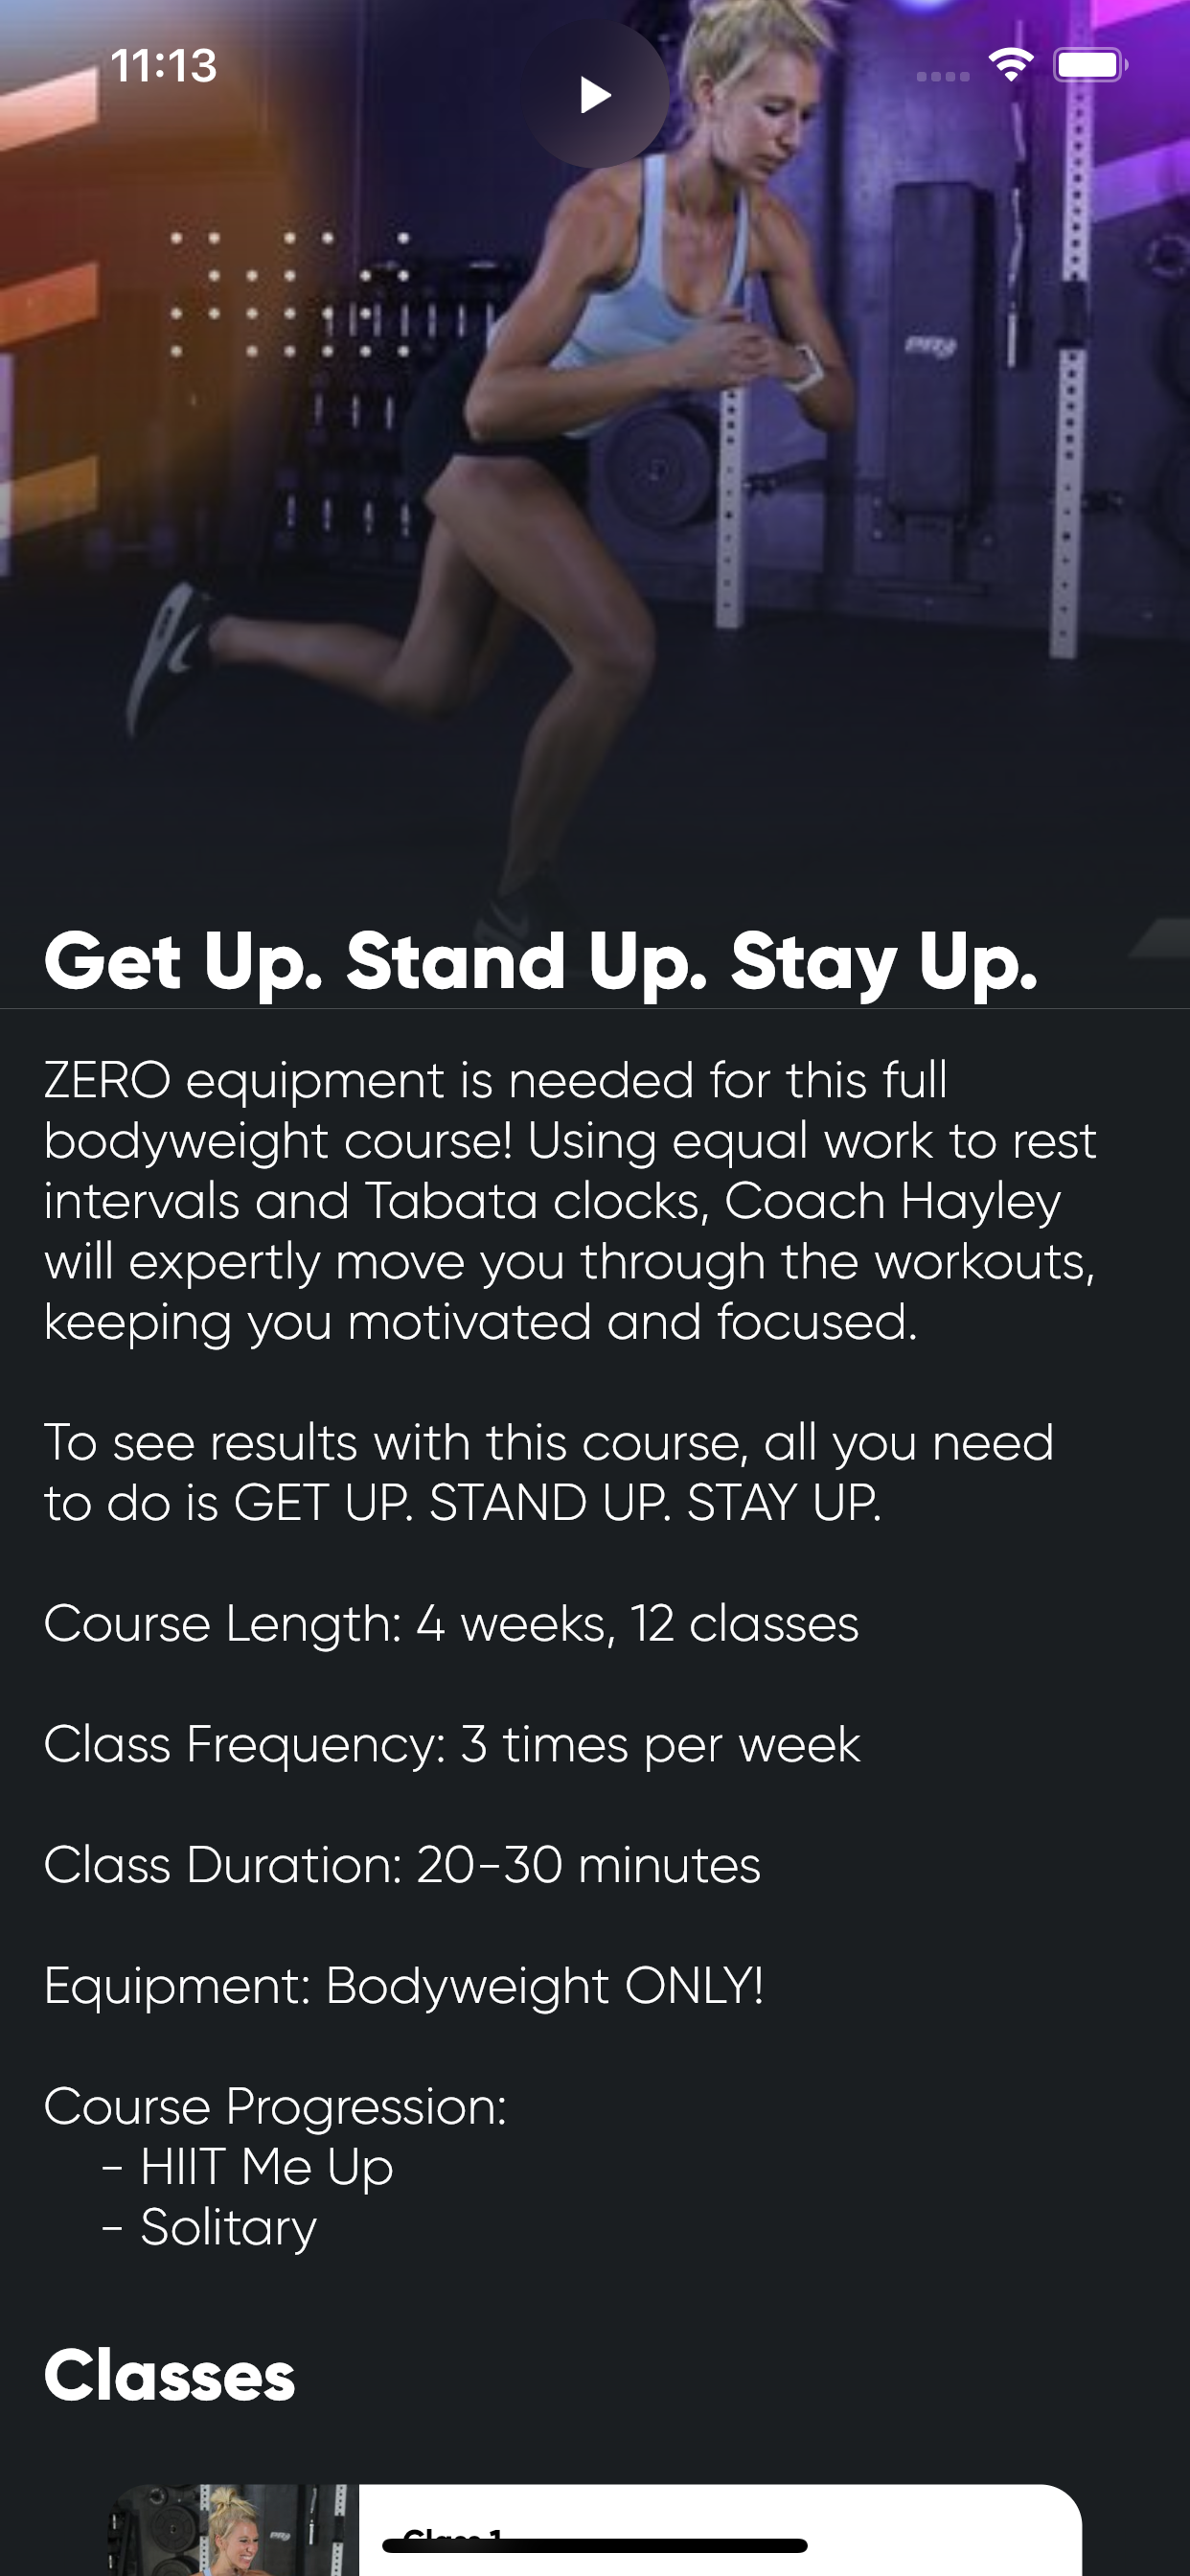 11:13
Get Up. Stand Up. Stay Up.
ZERO equipment is needed for this full
bodyweight course! Using equal work to rest
intervals and Tabata clocks, Coach Hayley
will expertly move you through the workouts,
keeping you motivated and focused.
To see results with this course, all you need
to do is GET UP. STAND UP. STAY UP.
Course Length: 4 weeks, 12 classes
Class Frequency: 3 times per week
Class Duration: 20-30 minutes
Equipment: Bodyweight ONLY!
Course Progression:
- HIIT Me Up
- Solitary
Classes
Class 1